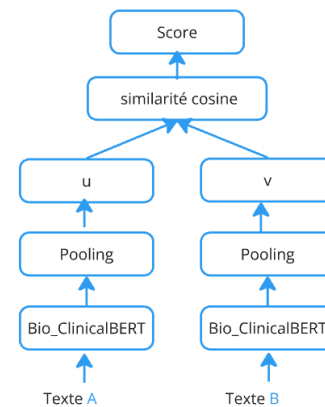 Score
similarité cosine
u
v
Pooling
Pooling
Bio_ClinicalBERT
Bio_ClinicalBERT
Texte A
Texte B